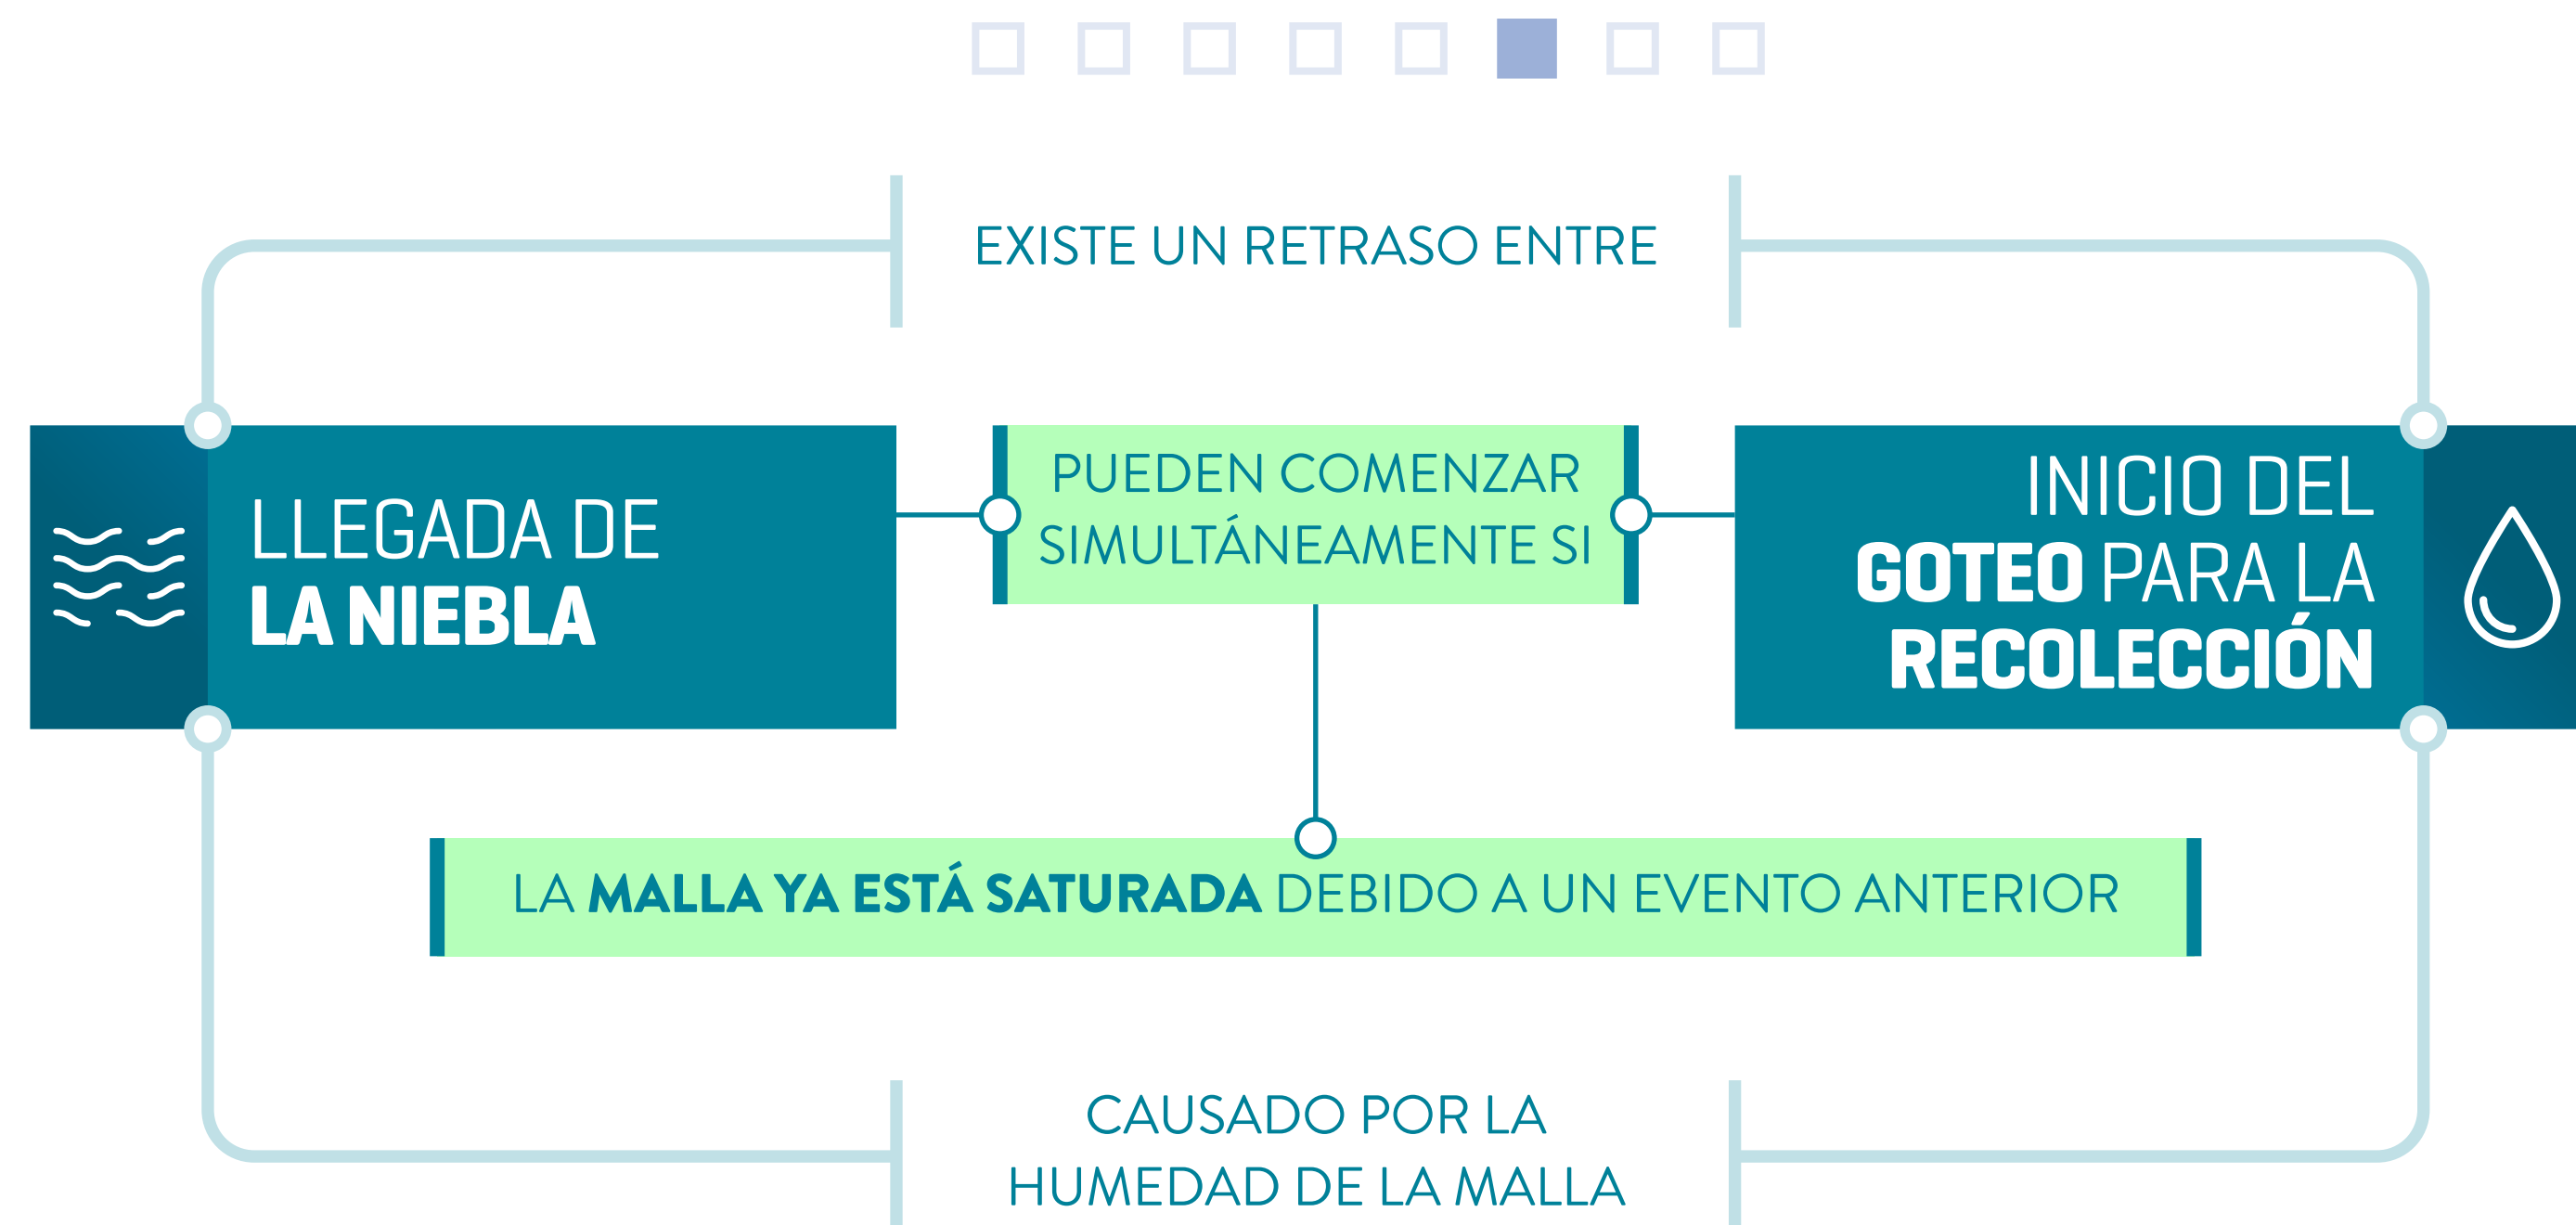 EXISTE UN RETRASO ENTRE
LLEGADA DE
LA NIEBLA
PUEDEN COMENZAR
SIMULTÁNEAMENTE SI
INICIO DEL
GOTEO PARA LA
RECOLECCIÓN
LA MALLA YA ESTÁ SATURADA DEBIDO A UN EVENTO ANTERIOR
CAUSADO POR LA
HUMEDAD DE LA MALLA